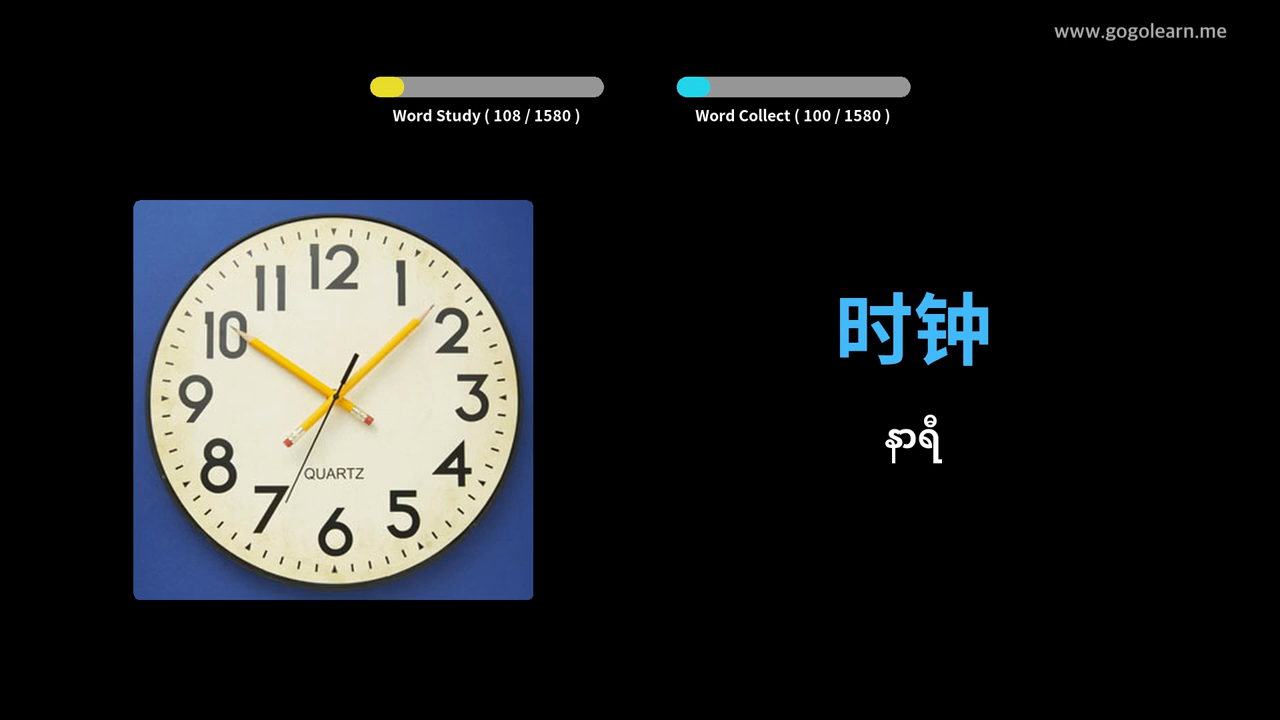 www.gogolearn.me
Word Study ( 108 / 1580 )
Word Collect ( 100 / 1580 )
12
11
1
10
2
9
3
8
4
QUARTZ
7
5
6
时钟
နာရီ